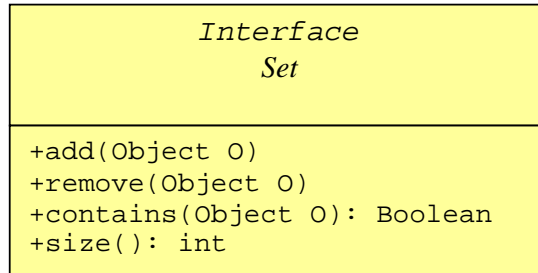 Interface
Set
+add(Object O)
+remove(Object O)
+contains(Object O): Boolean
+size(): int